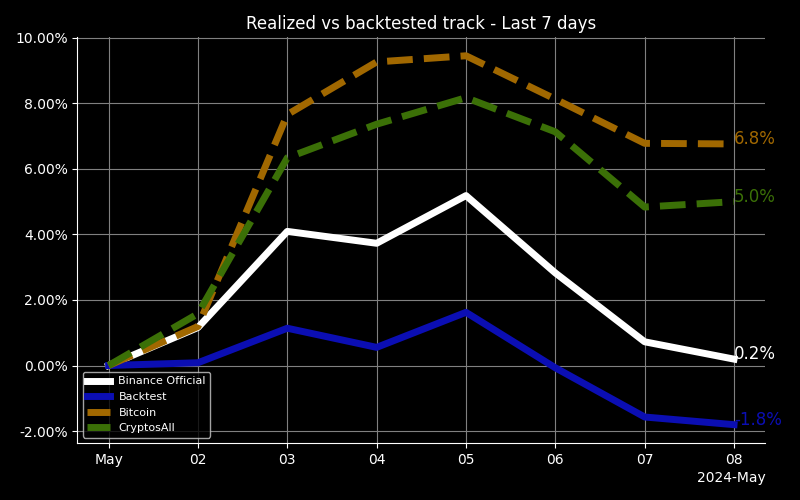 Realized vs backtested track - Last 7 days
10.00%
8.00%
6.00%
4.00%
2.00%
0.00%
-2.00%
6.8%
5.0%
0.2%
-1.8%
Binance Official
Backtest
Bitcoin
CryptosAll
May 02 03 04 05 06 07 08
2024-May